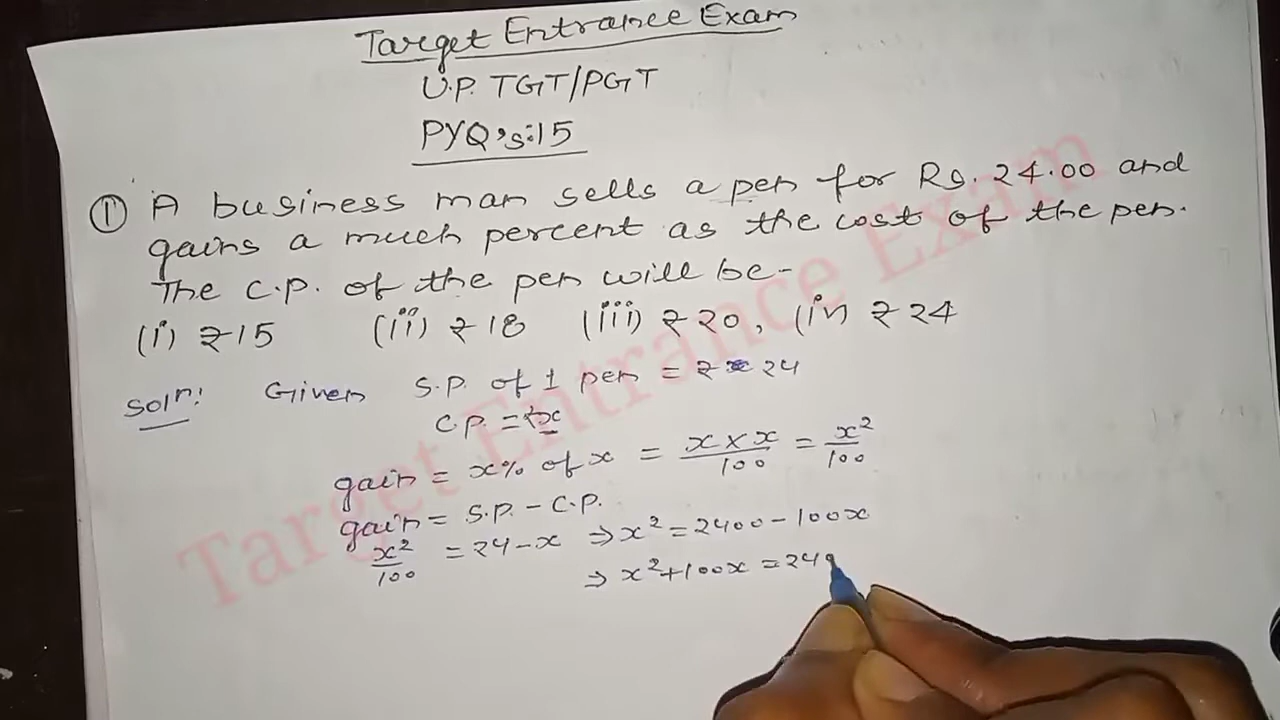 Target Entrance Exam
U.P. TGT/PGT
PYQ's:15
① A business man sells a pen for Rs. 24.00 and
gains a much percent as the cost of the pen.
The C.P. of the pen will be-
(i) ₹15 (ii) ₹18 (iii) ₹20, (iv) ₹24
Soln: Given S.P. of 1 pen = ₹ 24
C.P. = ₹x
gain = x% of x = x × x / 100 = x² / 100
gain = S.P. - C.P.
x² / 100 = 24 - x ⇒ x² = 2400 - 100x
⇒ x² + 100x = 240
Target Entrance Exam